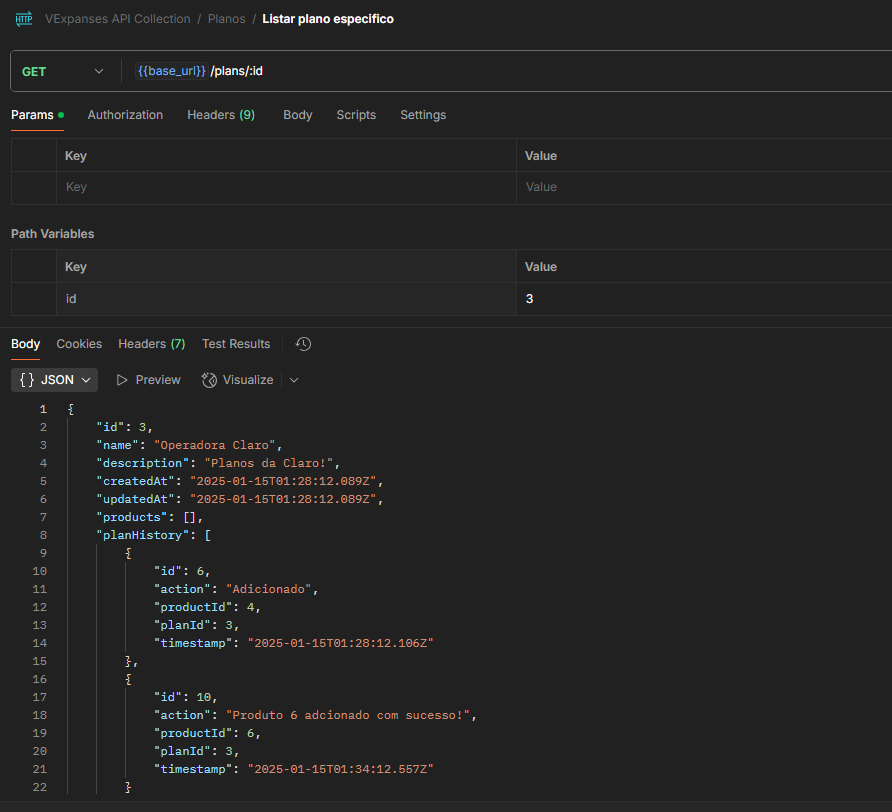 HTTP VExpanses API Collection / Planos / Listar plano especifico
GET {{base_url}} /plans/:id
Params Authorization Headers (9) Body Scripts Settings
Key Value
Key Value
Path Variables
Key Value
id 3
Body Cookies Headers (7) Test Results
{} JSON Preview Visualize
1 {
2 "id": 3,
3 "name": "Operadora Claro",
4 "description": "Planos da Claro!",
5 "createdAt": "2025-01-15T01:28:12.089Z",
6 "updatedAt": "2025-01-15T01:28:12.089Z",
7 "products": [],
8 "planHistory": [
9 {
10 "id": 6,
11 "action": "Adicionado",
12 "productId": 4,
13 "planId": 3,
14 "timestamp": "2025-01-15T01:28:12.106Z"
15 },
16 {
17 "id": 10,
18 "action": "Produto 6 adcionado com sucesso!",
19 "productId": 6,
20 "planId": 3,
21 "timestamp": "2025-01-15T01:34:12.557Z"
22 }